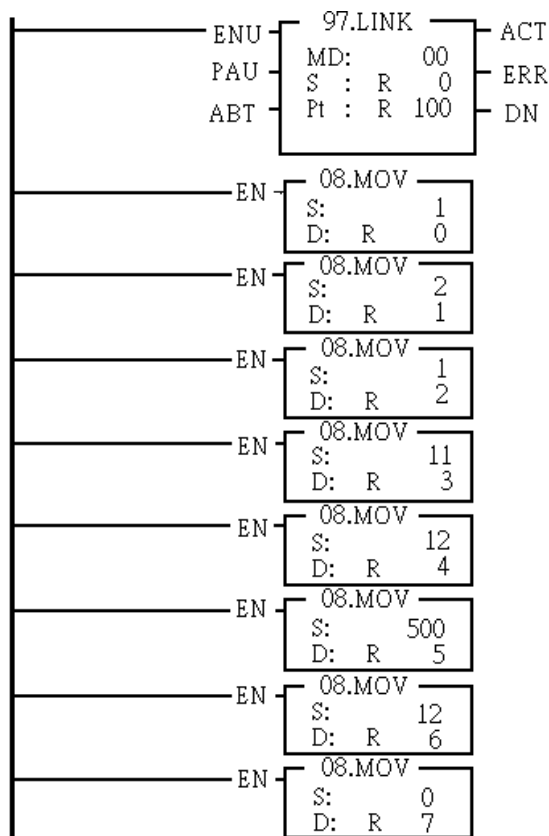 97.LINK
ENU MD: 00 ACT
PAU S : R 0 ERR
ABT Pt : R 100 DN
08.MOV
EN S: 1
D: R 0
08.MOV
EN S: 2
D: R 1
08.MOV
EN S: 1
D: R 2
08.MOV
EN S: 11
D: R 3
08.MOV
EN S: 12
D: R 4
08.MOV
EN S: 500
D: R 5
08.MOV
EN S: 12
D: R 6
08.MOV
EN S: 0
D: R 7